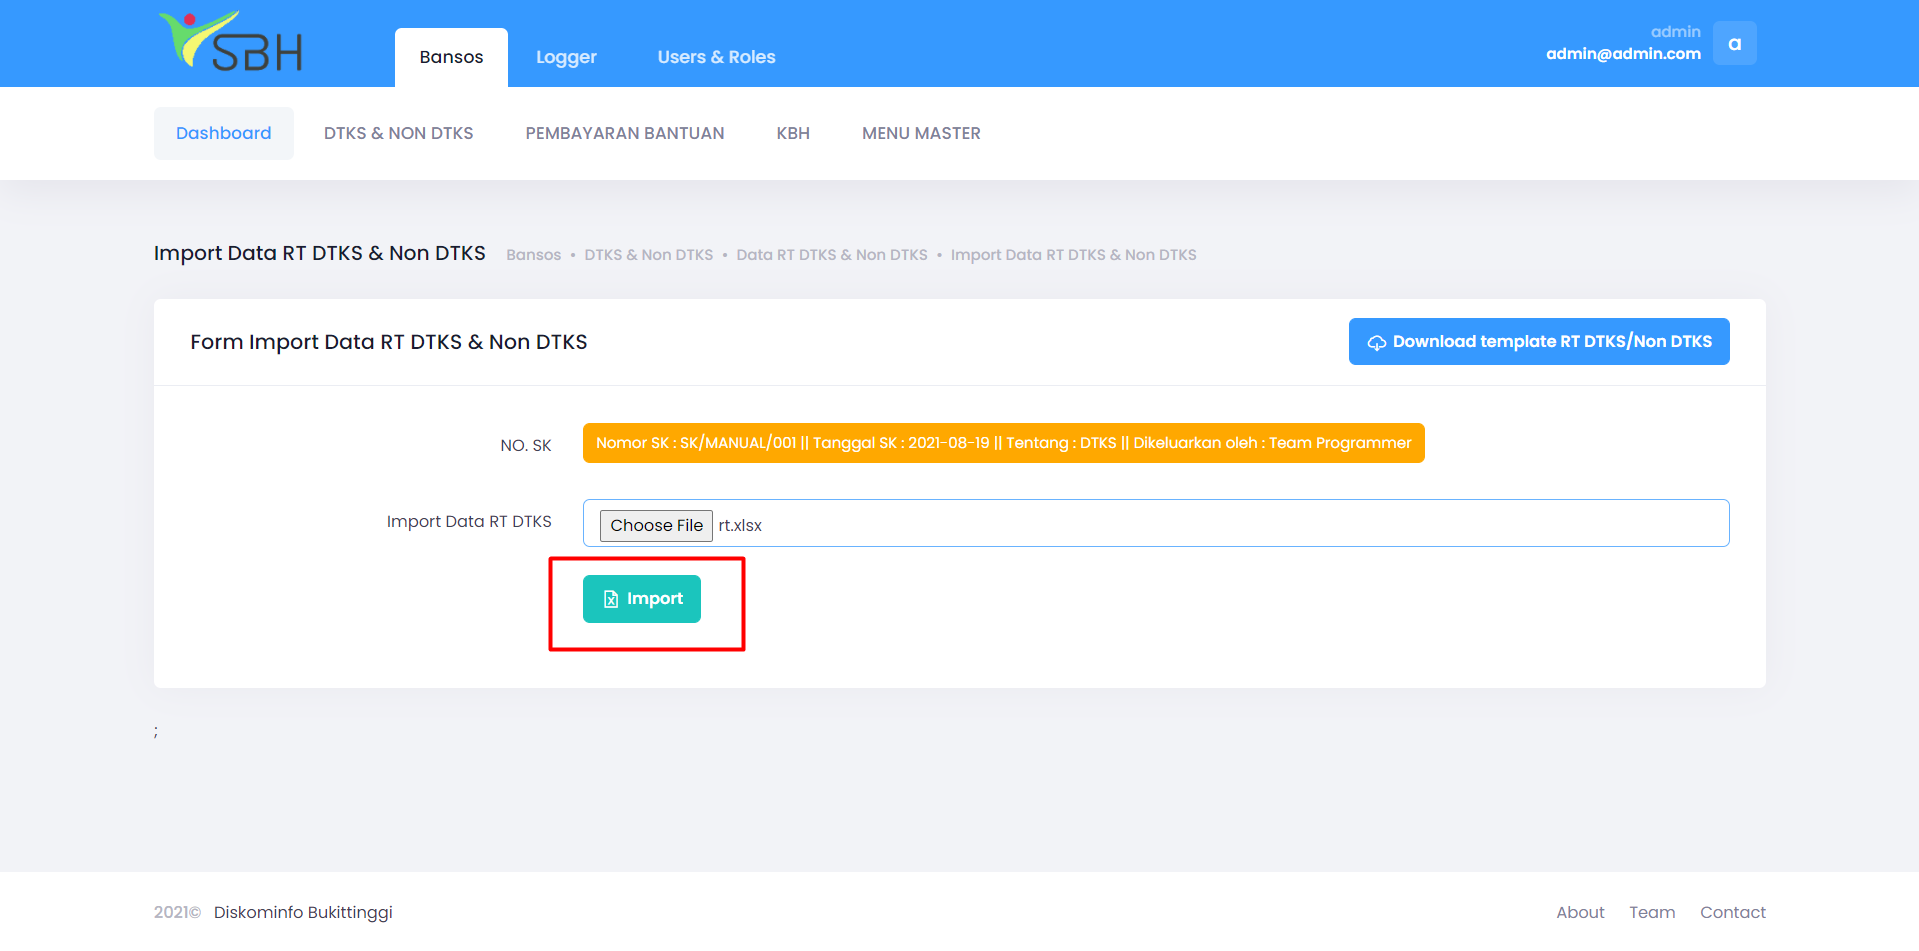 SBH
Bansos
Logger
Users & Roles
admin
admin@admin.com
a
Dashboard
DTKS & NON DTKS
PEMBAYARAN BANTUAN
KBH
MENU MASTER
Import Data RT DTKS & Non DTKS
Bansos • DTKS & Non DTKS • Data RT DTKS & Non DTKS • Import Data RT DTKS & Non DTKS
Form Import Data RT DTKS & Non DTKS
Download template RT DTKS/Non DTKS
NO. SK
Nomor SK : SK/MANUAL/001 || Tanggal SK : 2021-08-19 || Tentang : DTKS || Dikeluarkan oleh : Team Programmer
Import Data RT DTKS
Choose File rt.xlsx
Import
;
2021© Diskominfo Bukittinggi
About
Team
Contact